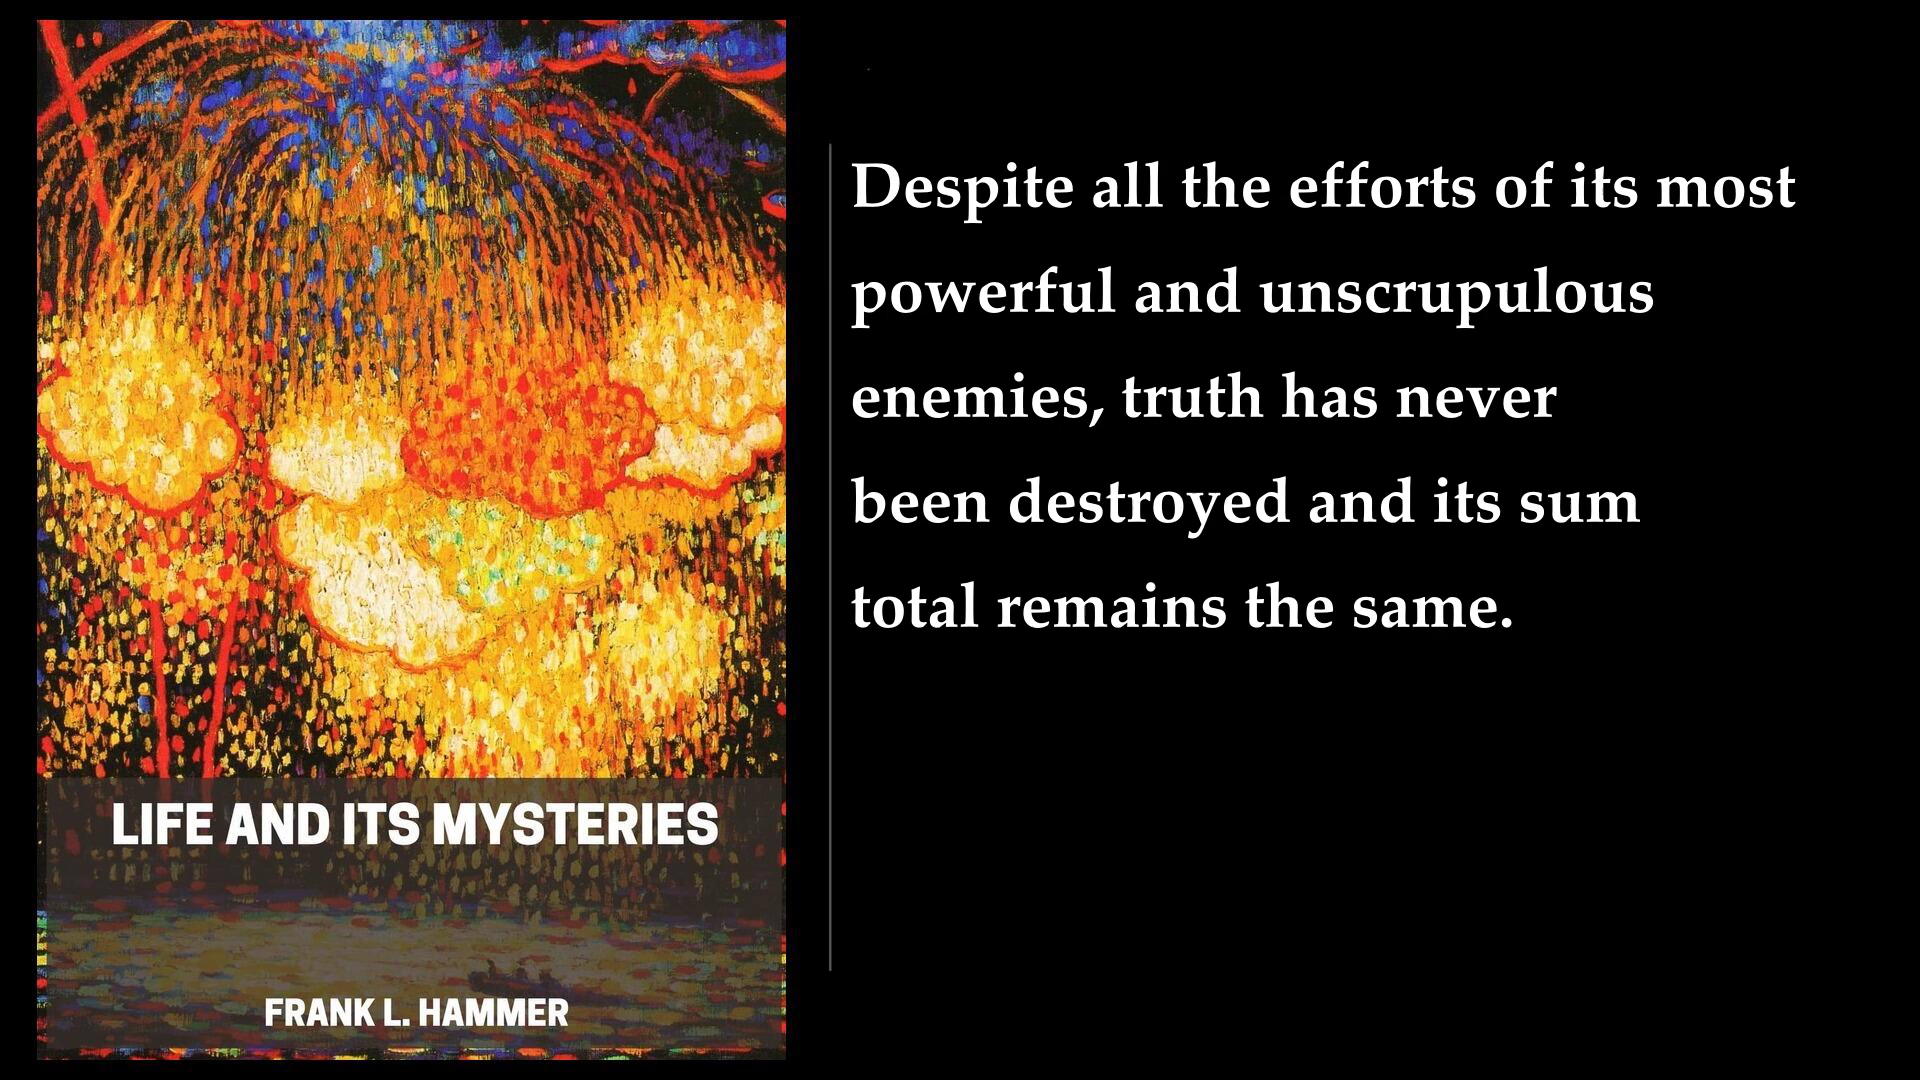 LIFE AND ITS MYSTERIES
FRANK L. HAMMER
Despite all the efforts of its most
powerful and unscrupulous
enemies, truth has never
been destroyed and its sum
total remains the same.